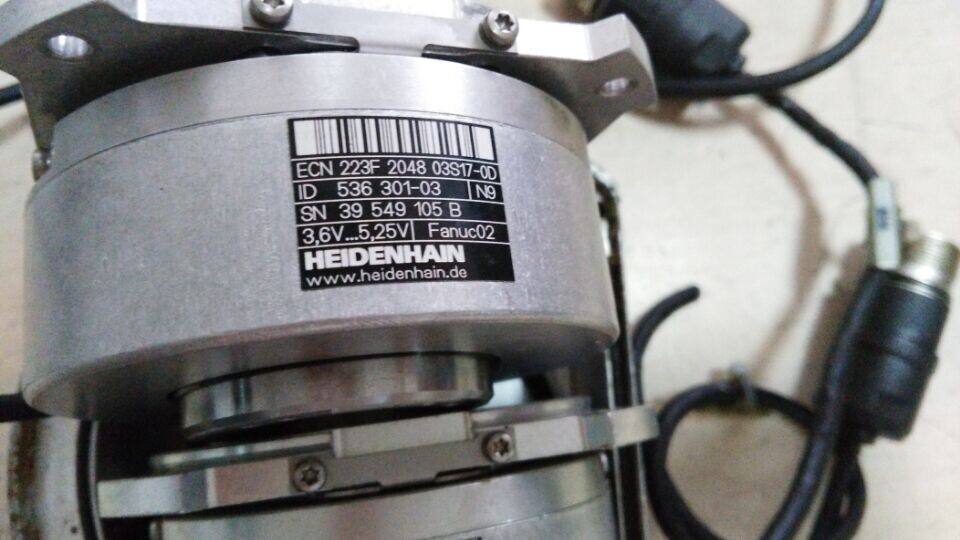 ECN 223F 2048 03S17-0D
ID 536 301-03 N9
SN 39 549 105 B
3,6V...5,25V Fanuc02
HEIDENHAIN
www.heidenhain.de